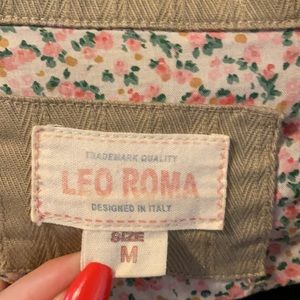 TRADEMARK QUALITY
LEO ROMA
DESIGNED IN ITALY
SIZE
M